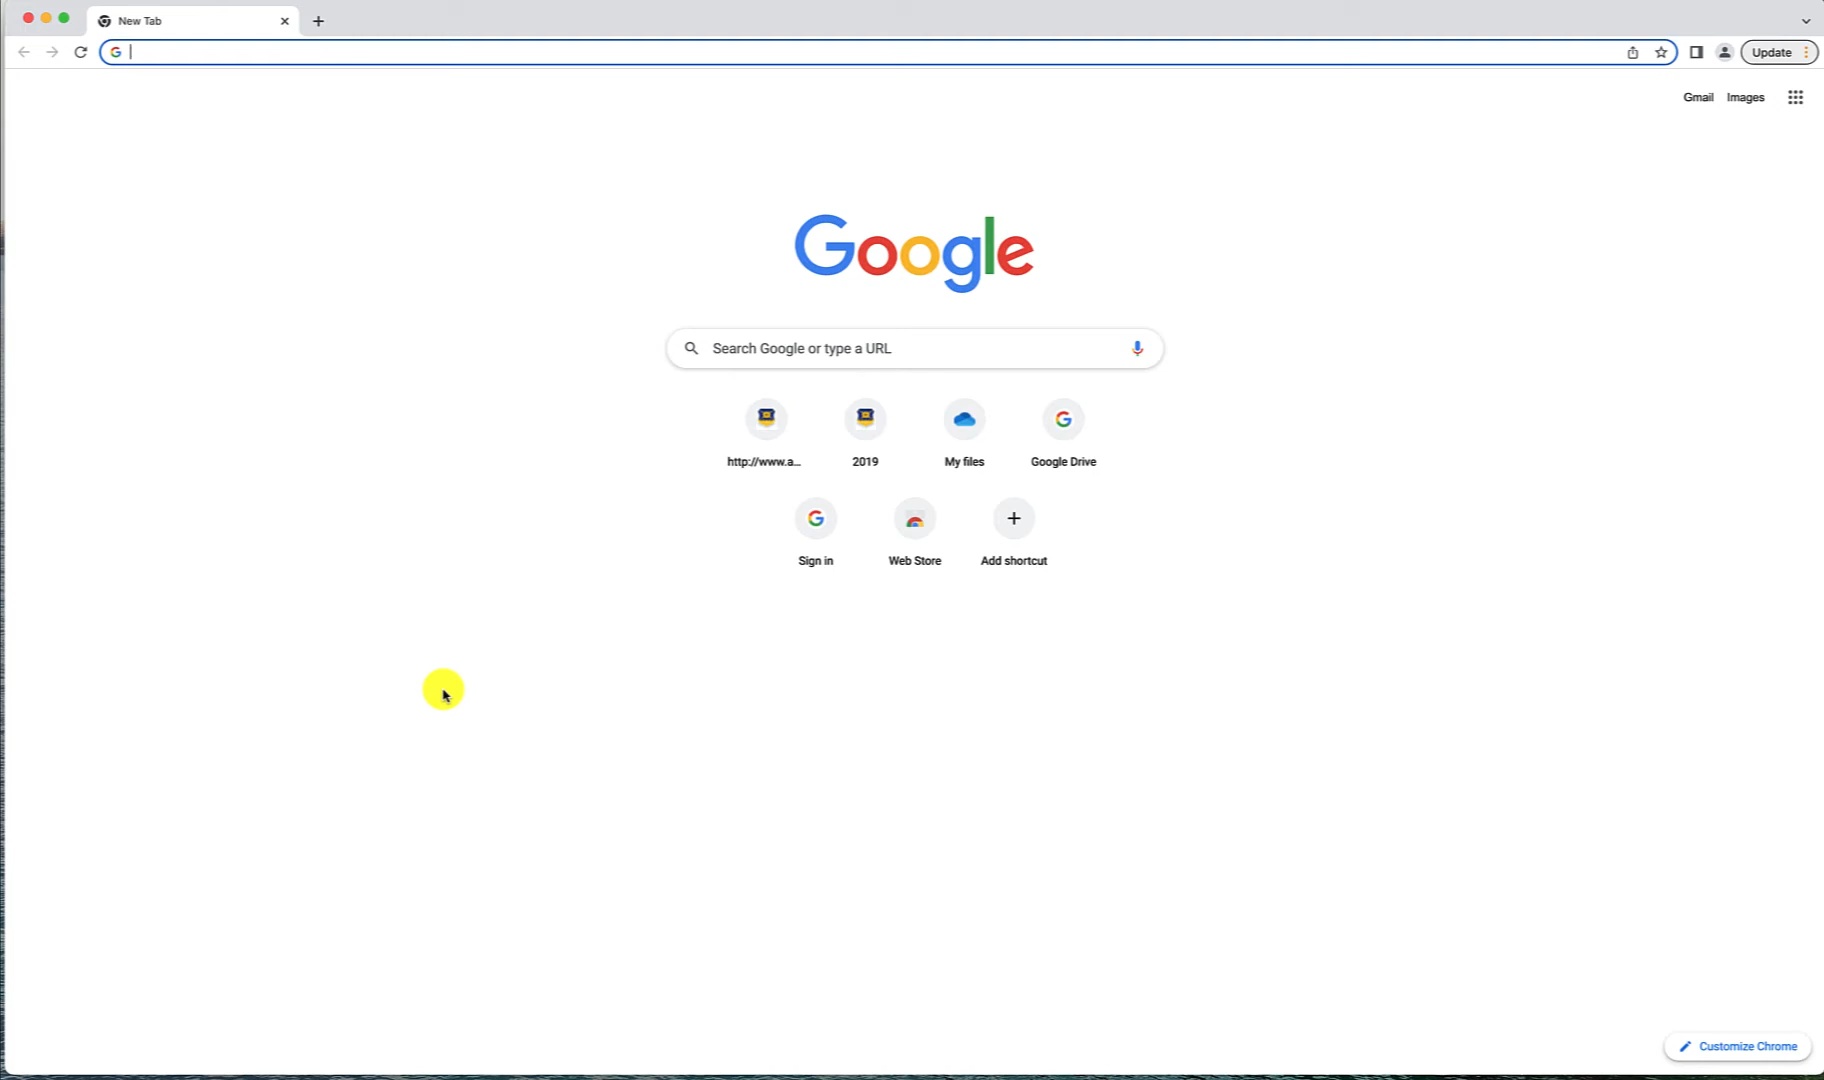 New Tab
Update
Gmail Images
Google
Search Google or type a URL
http://www.a... 2019 My files Google Drive
Sign in Web Store Add shortcut
Customize Chrome